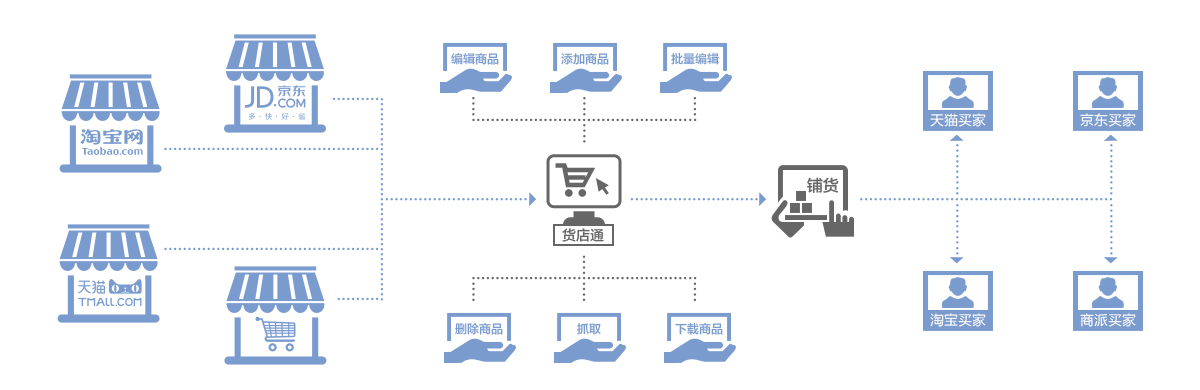 京东
JD.COM
多·快·好·省
淘宝网
Taobao.com
天猫
TMALL.COM
编辑商品
添加商品
批量编辑
货店通
删除商品
抓取
下载商品
铺货
天猫买家
京东买家
淘宝买家
商派买家